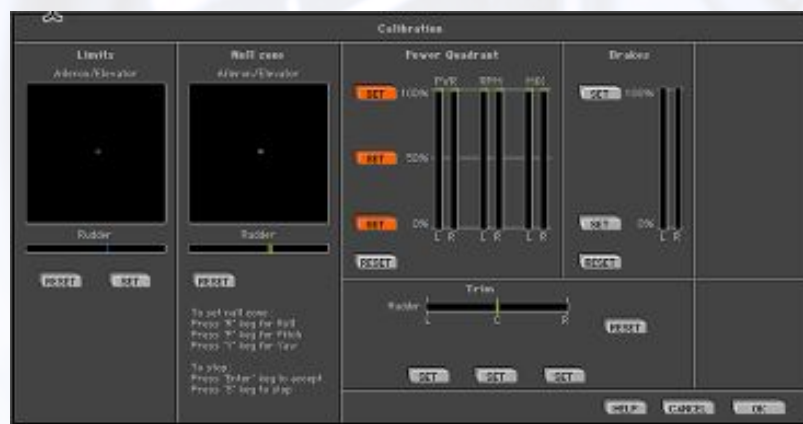 Calibration
Limits
Aileron/Elevator
Rudder
RESET SET
Null zone
Aileron/Elevator
Rudder
RESET
To set null zone
Press "R" key for Roll
Press "P" key for Pitch
Press "Y" key for Yaw
To stop
Press "Enter" key to accept
Press "S" key to stop
Power Quadrant
PWR RPM MIX
SET 100%
SET 50%
SET 0%
L R L R L R
RESET
Brakes
SET 100%
SET 0%
L R
RESET
Trim
Rudder
L C R
RESET
SET SET SET
HELP CANCEL OK